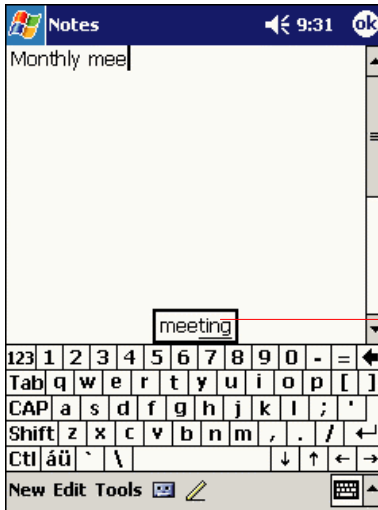 Notes 9:31 ok
Monthly mee
meeting
123 1 2 3 4 5 6 7 8 9 0 - = ←
Tab q w e r t y u i o p [ ]
CAP a s d f g h j k l ; '
Shift z x c v b n m , . / ↵
Ctl áü ` \ ↓ ↑ ← →
New Edit Tools